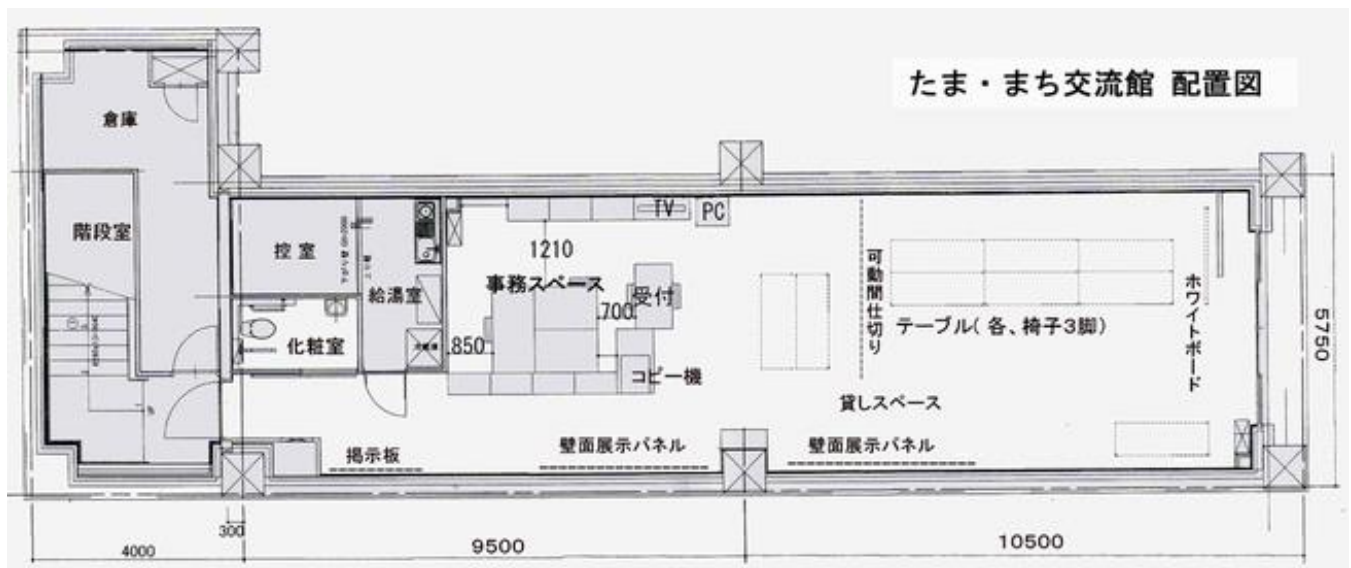 たま・まち交流館 配置図
倉庫
階段室
控室
給湯室
化粧室
TV
PC
1210
事務スペース
受付
700
850
コピー機
可動間仕切り
テーブル(各、椅子3脚)
ホワイトボード
貸しスペース
掲示板
壁面展示パネル
壁面展示パネル
5750
300
4000
9500
10500